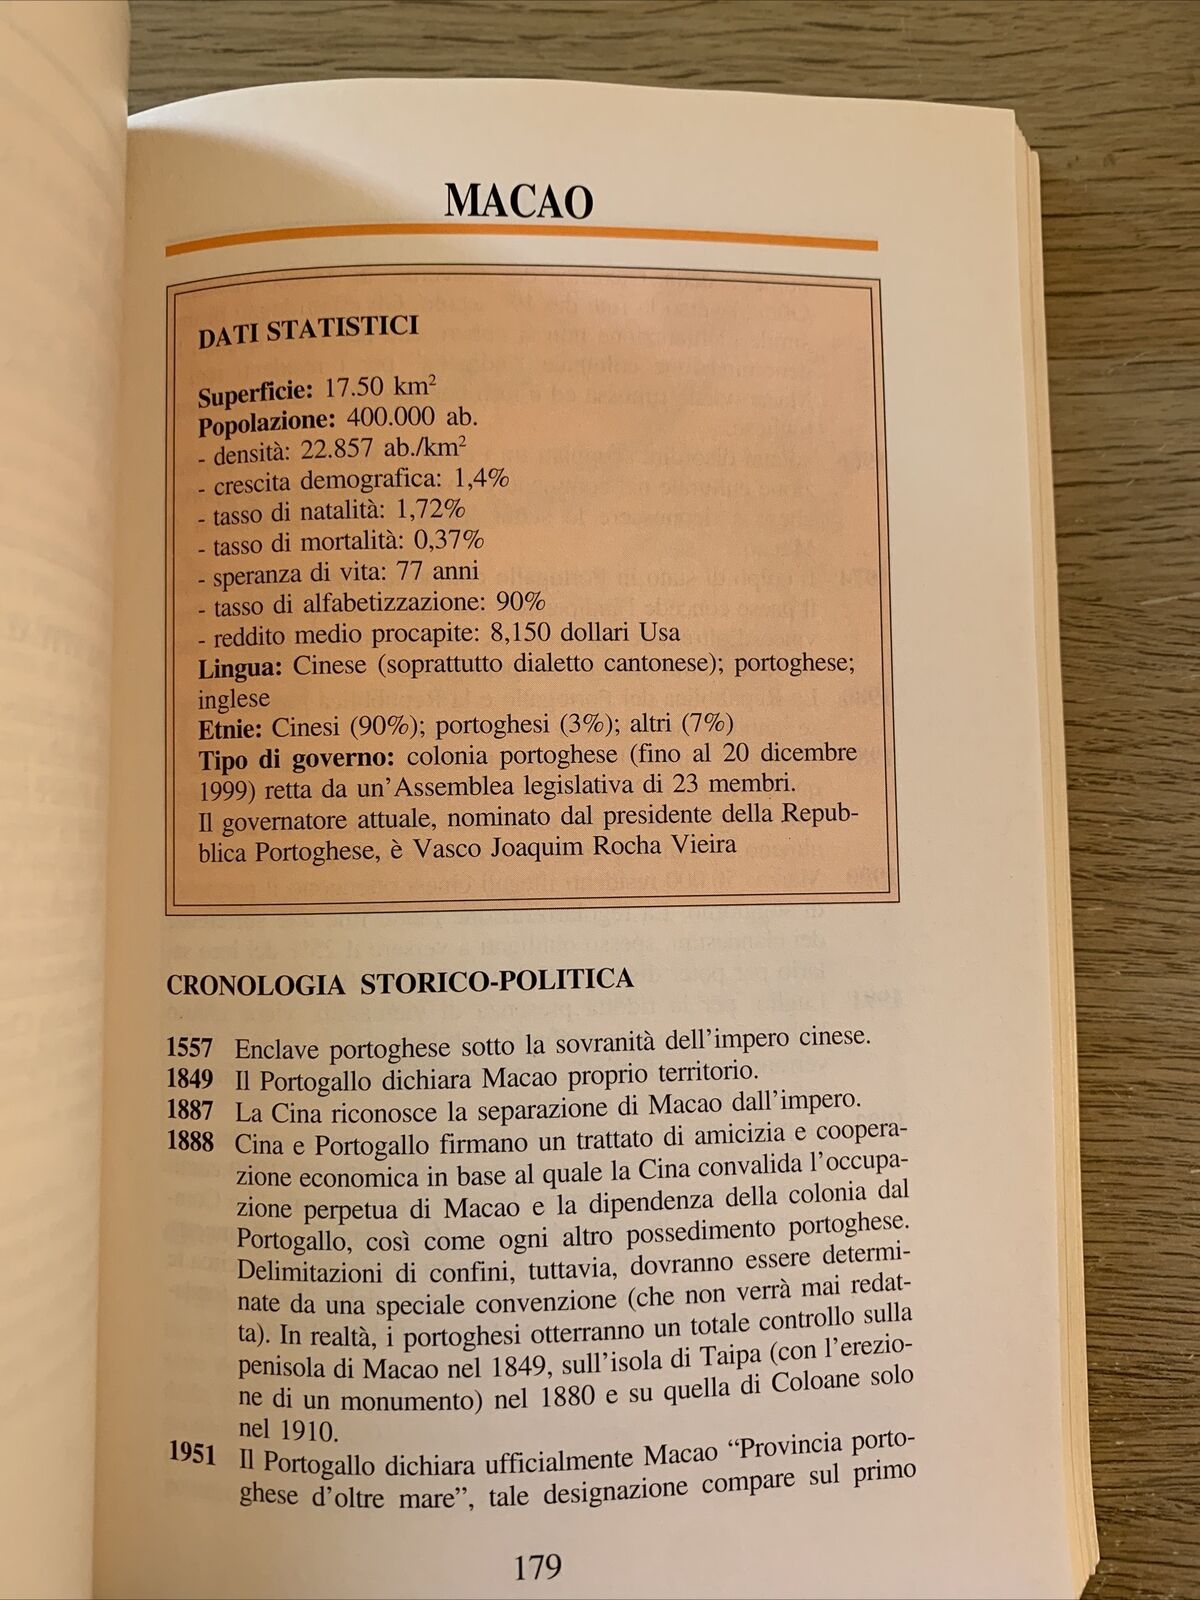 MACAO
DATI STATISTICI
Superficie: 17.50 km²
Popolazione: 400.000 ab.
- densità: 22.857 ab./km²
- crescita demografica: 1,4%
- tasso di natalità: 1,72%
- tasso di mortalità: 0,37%
- speranza di vita: 77 anni
- tasso di alfabetizzazione: 90%
- reddito medio procapite: 8,150 dollari Usa
Lingua: Cinese (soprattutto dialetto cantonese); portoghese;
inglese
Etnie: Cinesi (90%); portoghesi (3%); altri (7%)
Tipo di governo: colonia portoghese (fino al 20 dicembre
1999) retta da un'Assemblea legislativa di 23 membri.
Il governatore attuale, nominato dal presidente della Repub-
blica Portoghese, è Vasco Joaquim Rocha Vieira
CRONOLOGIA STORICO-POLITICA
1557 Enclave portoghese sotto la sovranità dell'impero cinese.
1849 Il Portogallo dichiara Macao proprio territorio.
1887 La Cina riconosce la separazione di Macao dall'impero.
1888 Cina e Portogallo firmano un trattato di amicizia e coopera-
zione economica in base al quale la Cina convalida l'occupa-
zione perpetua di Macao e la dipendenza della colonia dal
Portogallo, così come ogni altro possedimento portoghese.
Delimitazioni di confini, tuttavia, dovranno essere determi-
nate da una speciale convenzione (che non verrà mai redat-
ta). In realtà, i portoghesi otterranno un totale controllo sulla
penisola di Macao nel 1849, sull'isola di Taipa (con l'erezio-
ne di un monumento) nel 1880 e su quella di Coloane solo
nel 1910.
1951 Il Portogallo dichiara ufficialmente Macao “Provincia porto-
ghese d'oltre mare”, tale designazione compare sul primo
179